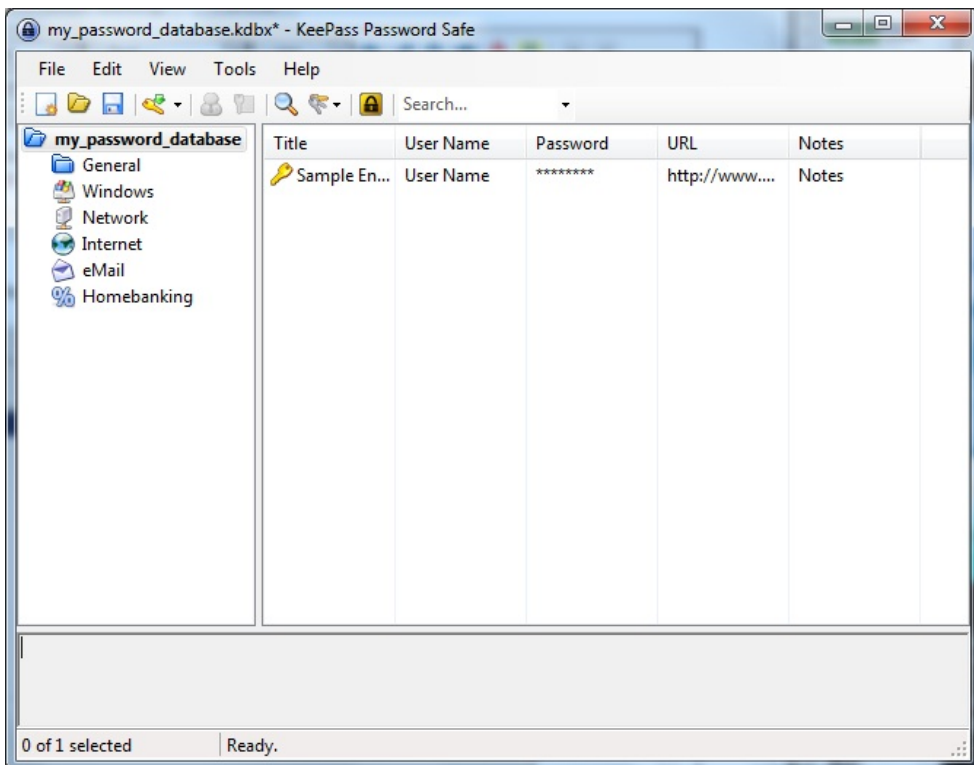 my_password_database.kdbx* - KeePass Password Safe
File Edit View Tools Help
Search...
my_password_database
General
Windows
Network
Internet
eMail
Homebanking
Title User Name Password URL Notes
Sample En... User Name ******** http://www.... Notes
0 of 1 selected Ready.